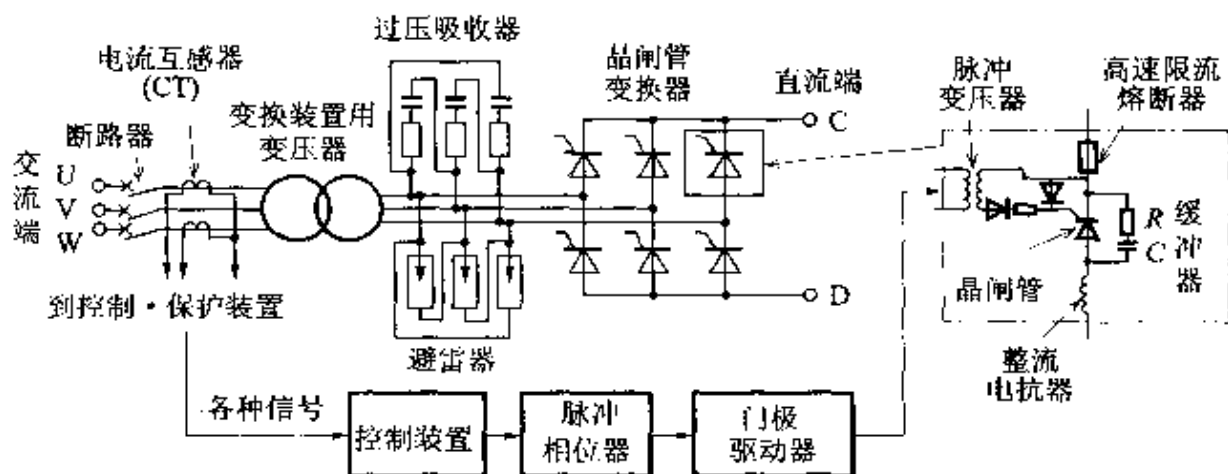 过压吸收器
电流互感器
(CT)
断路器
变换装置用
变压器
晶闸管
变换器
直流端
C
脉冲
变压器
高速限流
熔断器
交流端
U
V
W
R
C
缓冲器
晶闸管
D
到控制·保护装置
避雷器
整流
电抗器
各种信号
控制装置
脉冲
相位器
门极
驱动器